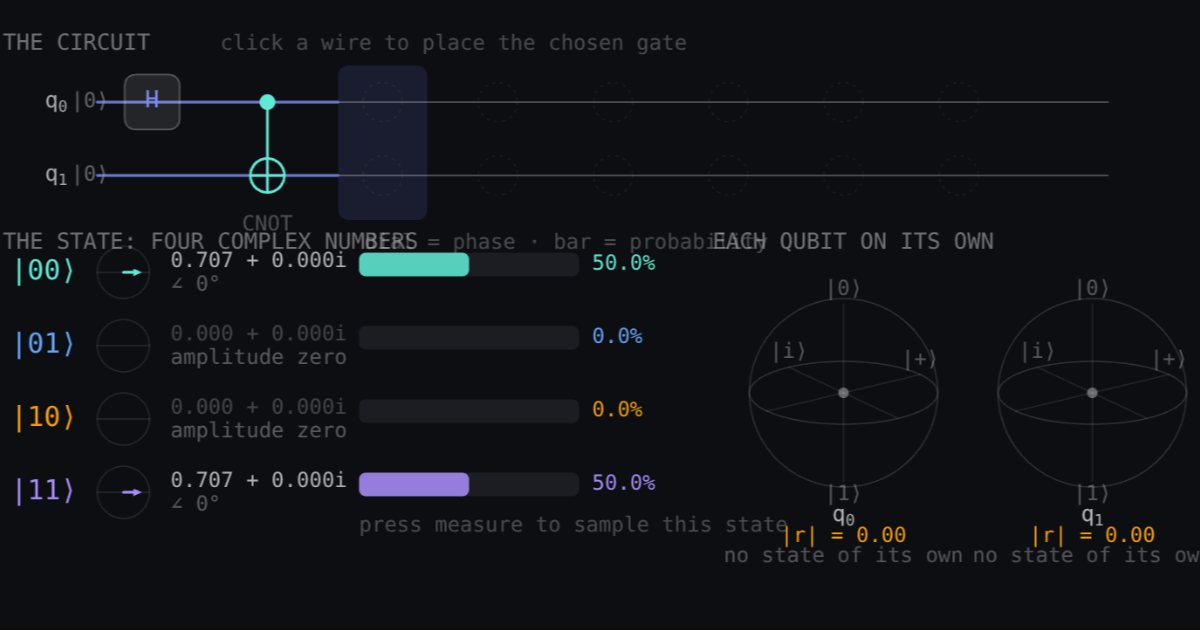 THE CIRCUIT click a wire to place the chosen gate
q₀ |0⟩ H
q₁ |0⟩
CNOT
THE STATE: FOUR COMPLEX NUMBERS = phase · bar = probability EACH QUBIT ON ITS OWN
|00⟩ 0.707 + 0.000i 50.0%
∠ 0°
|01⟩ 0.000 + 0.000i 0.0%
amplitude zero
|10⟩ 0.000 + 0.000i 0.0%
amplitude zero
|11⟩ 0.707 + 0.000i 50.0%
∠ 0°
press measure to sample this state
|0⟩ |0⟩
|i⟩ |+⟩ |i⟩ |+⟩
|1⟩ |1⟩
q₀ q₁
|r| = 0.00 |r| = 0.00
no state of its own no state of its ow